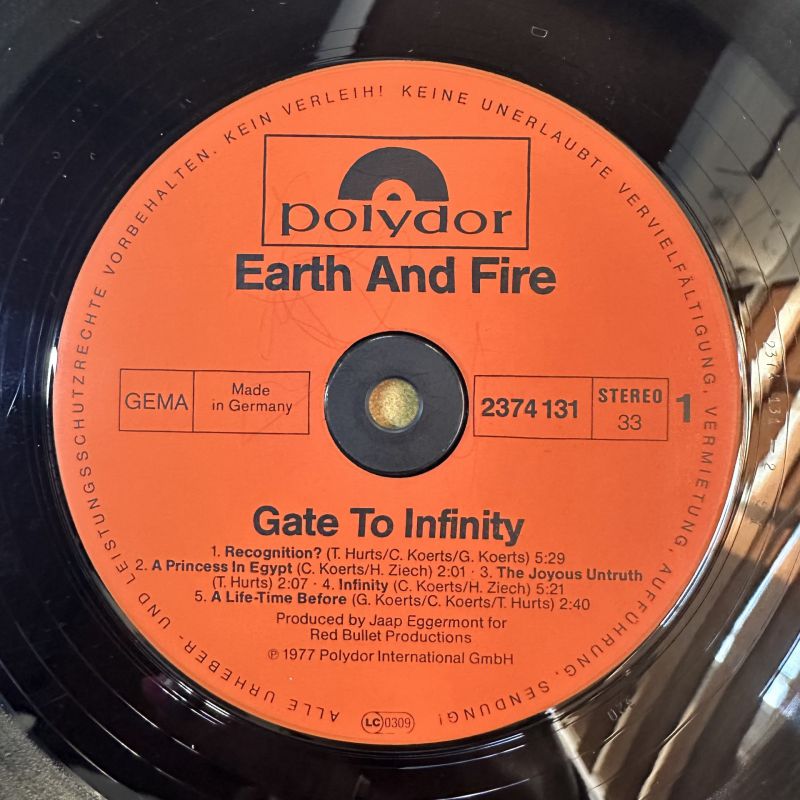 ALLE URHEBER- UND LEISTUNGSSCHUTZRECHTE VORBEHALTEN. KEIN VERLEIH! KEINE UNERLAUBTE VERVIELFÄLTIGUNG, VERMIETUNG, AUFFÜHRUNG, SENDUNG!
polydor
Earth And Fire
GEMA
Made
in Germany
2374 131
STEREO
33
1
Gate To Infinity
1. Recognition? (T. Hurts/C. Koerts/G. Koerts) 5:29
2. A Princess In Egypt (C. Koerts/H. Ziech) 2:01 · 3. The Joyous Untruth
(T. Hurts) 2:07 · 4. Infinity (C. Koerts/H. Ziech) 5:21
5. A Life-Time Before (G. Koerts/C. Koerts/T. Hurts) 2:40
Produced by Jaap Eggermont for
Red Bullet Productions
℗ 1977 Polydor International GmbH
LC 0309
320